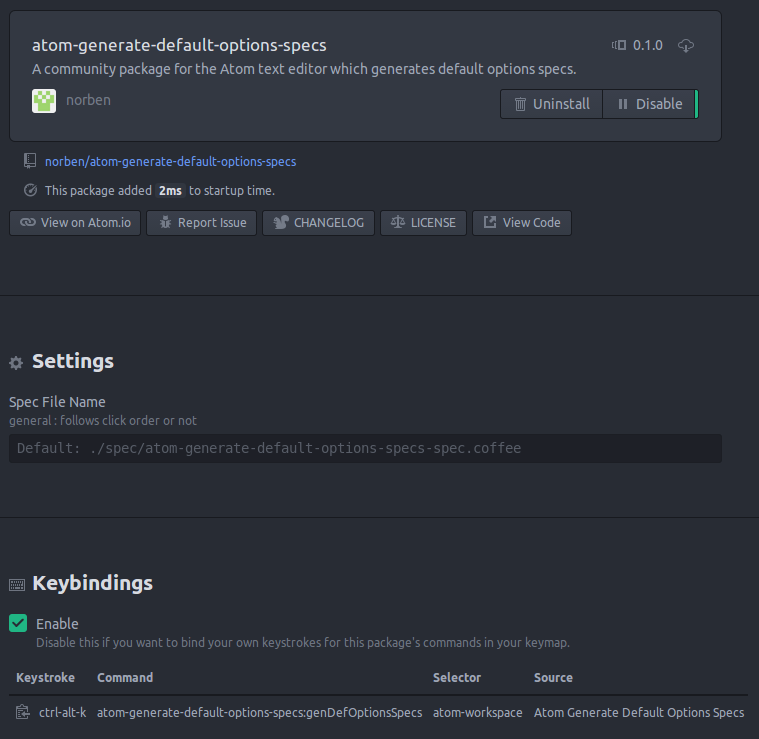 atom-generate-default-options-specs
0.1.0
A community package for the Atom text editor which generates default options specs.
norben
Uninstall
Disable
norben/atom-generate-default-options-specs
This package added 2ms to startup time.
View on Atom.io
Report Issue
CHANGELOG
LICENSE
View Code
Settings
Spec File Name
general : follows click order or not
Default: ./spec/atom-generate-default-options-specs-spec.coffee
Keybindings
Enable
Disable this if you want to bind your own keystrokes for this package's commands in your keymap.
Keystroke Command Selector Source
ctrl-alt-k atom-generate-default-options-specs:genDefOptionsSpecs atom-workspace Atom Generate Default Options Specs